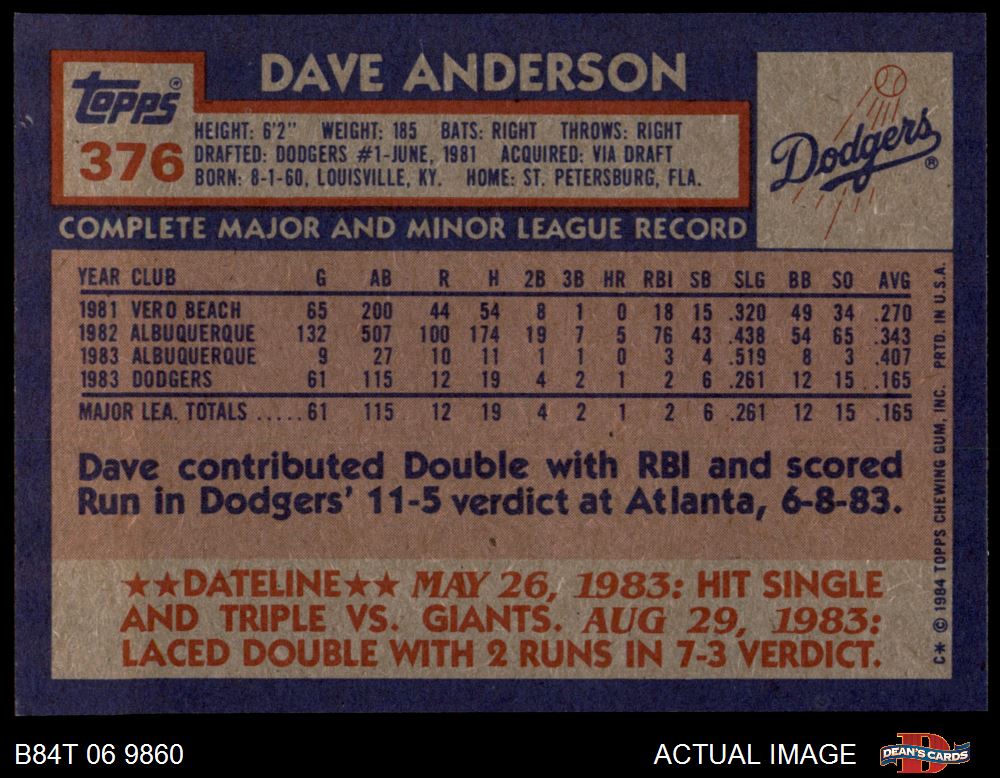 DAVE ANDERSON
Topps®
376
HEIGHT: 6'2" WEIGHT: 185 BATS: RIGHT THROWS: RIGHT
DRAFTED: DODGERS #1-JUNE, 1981 ACQUIRED: VIA DRAFT
BORN: 8-1-60, LOUISVILLE, KY. HOME: ST. PETERSBURG, FLA.
Dodgers®
COMPLETE MAJOR AND MINOR LEAGUE RECORD
YEAR CLUB G AB R H 2B 3B HR RBI SB SLG BB SO AVG
1981 VERO BEACH 65 200 44 54 8 1 0 18 15 .320 49 34 .270
1982 ALBUQUERQUE 132 507 100 174 19 7 5 76 43 .438 54 65 .343
1983 ALBUQUERQUE 9 27 10 11 1 1 0 3 4 .519 8 3 .407
1983 DODGERS 61 115 12 19 4 2 1 2 6 .261 12 15 .165
MAJOR LEA. TOTALS .....61 115 12 19 4 2 1 2 6 .261 12 15 .165
Dave contributed Double with RBI and scored
Run in Dodgers' 11-5 verdict at Atlanta, 6-8-83.
★★DATELINE★★ MAY 26, 1983: HIT SINGLE
AND TRIPLE VS. GIANTS. AUG 29, 1983:
LACED DOUBLE WITH 2 RUNS IN 7-3 VERDICT.
C* © 1984 TOPPS CHEWING GUM, INC. PRTD. IN U.S.A.
B84T 06 9860
ACTUAL IMAGE
DEAN'S CARDS